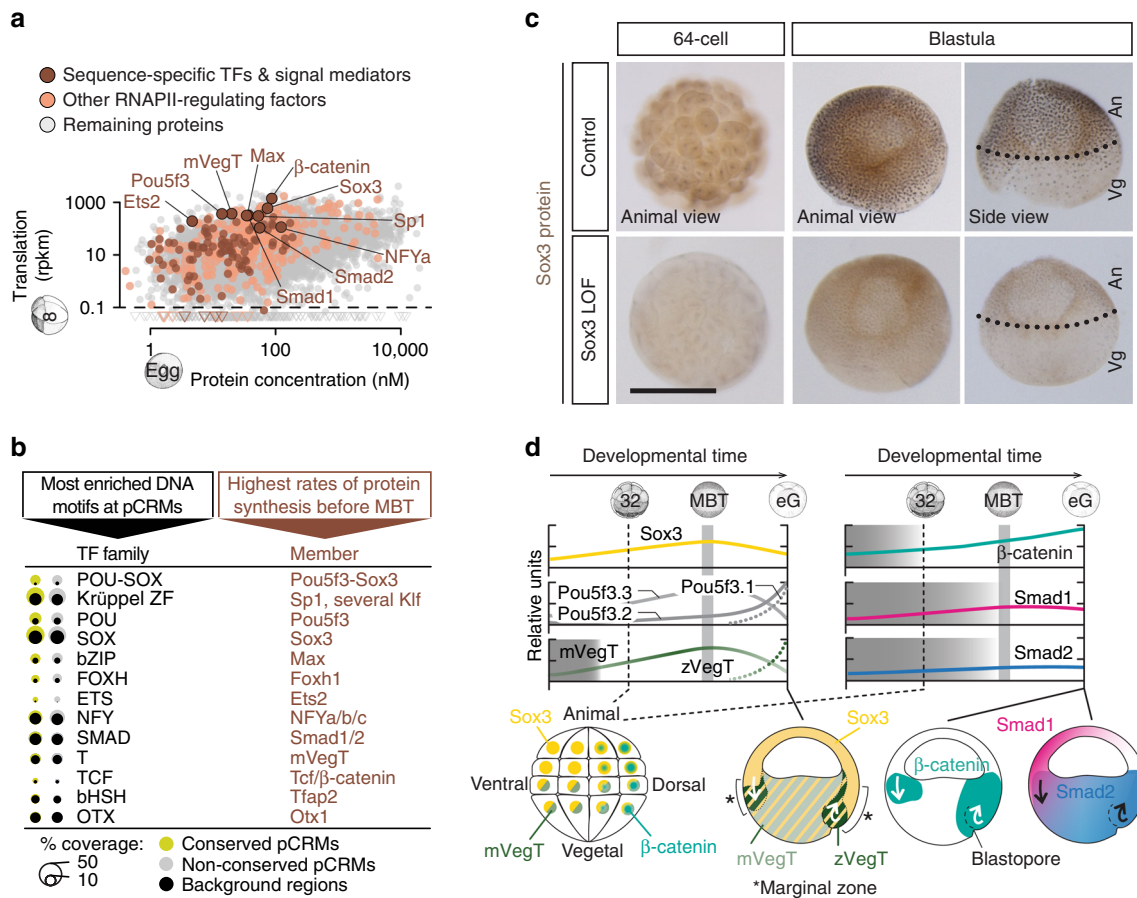 a
Sequence-specific TFs & signal mediators
Other RNAPII-regulating factors
Remaining proteins
Max
mVegT
β-catenin
Pou5f3
Sox3
Ets2
Sp1
NFYa
Smad2
Smad1
Translation
(rpkm)
1000
10
0.1
8
1
100
10,000
Egg
Protein concentration (nM)
b
Most enriched DNA
motifs at pCRMs
Highest rates of protein
synthesis before MBT
TF family
Member
POU-SOX
Pou5f3-Sox3
Krüppel ZF
Sp1, several Klf
POU
Pou5f3
SOX
Sox3
bZIP
Max
FOXH
Foxh1
ETS
Ets2
NFY
NFYa/b/c
SMAD
Smad1/2
T
mVegT
TCF
Tcf/β-catenin
bHSH
Tfap2
OTX
Otx1
% coverage:
50
10
Conserved pCRMs
Non-conserved pCRMs
Background regions
c
64-cell
Blastula
Sox3 protein
Control
Sox3 LOF
Animal view
Animal view
Side view
An
Vg
An
Vg
d
Developmental time
Developmental time
32
MBT
eG
32
MBT
eG
Relative units
Sox3
β-catenin
Pou5f3.3
Pou5f3.1
Pou5f3.2
Smad1
mVegT
zVegT
Smad2
Sox3
Animal
Ventral
Dorsal
mVegT
Vegetal
β-catenin
Sox3
*
*
mVegT
zVegT
*Marginal zone
β-catenin
Blastopore
Smad1
Smad2